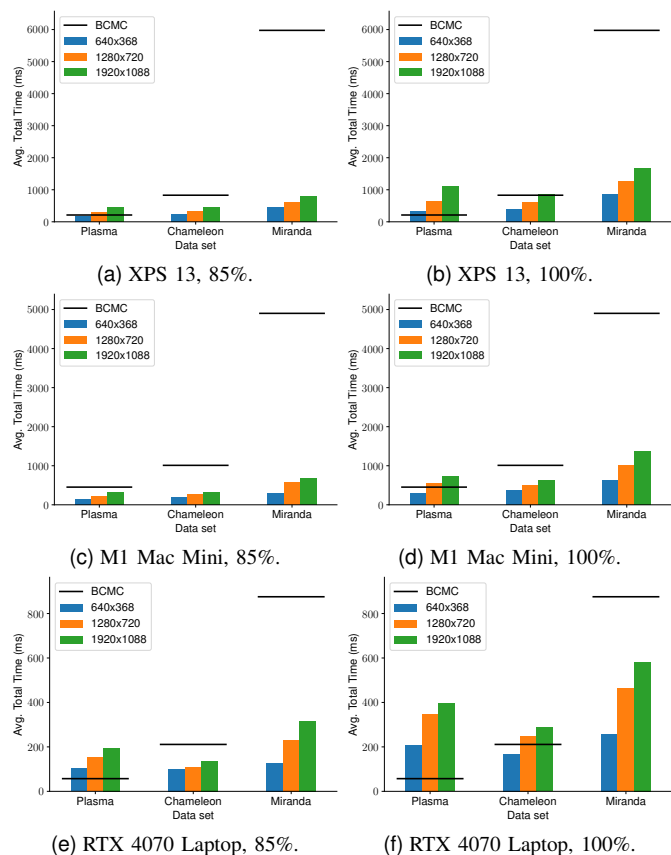 BCMC
640x368
1280x720
1920x1088
Avg. Total Time (ms)
6000
5000
4000
3000
2000
1000
0
Plasma Chameleon Miranda
Data set
(a) XPS 13, 85%.
BCMC
640x368
1280x720
1920x1088
Avg. Total Time (ms)
6000
5000
4000
3000
2000
1000
0
Plasma Chameleon Miranda
Data set
(b) XPS 13, 100%.
BCMC
640x368
1280x720
1920x1088
Avg. Total Time (ms)
5000
4000
3000
2000
1000
0
Plasma Chameleon Miranda
Data set
(c) M1 Mac Mini, 85%.
BCMC
640x368
1280x720
1920x1088
Avg. Total Time (ms)
5000
4000
3000
2000
1000
0
Plasma Chameleon Miranda
Data set
(d) M1 Mac Mini, 100%.
BCMC
640x368
1280x720
1920x1088
Avg. Total Time (ms)
800
600
400
200
0
Plasma Chameleon Miranda
Data set
(e) RTX 4070 Laptop, 85%.
BCMC
640x368
1280x720
1920x1088
Avg. Total Time (ms)
800
600
400
200
0
Plasma Chameleon Miranda
Data set
(f) RTX 4070 Laptop, 100%.